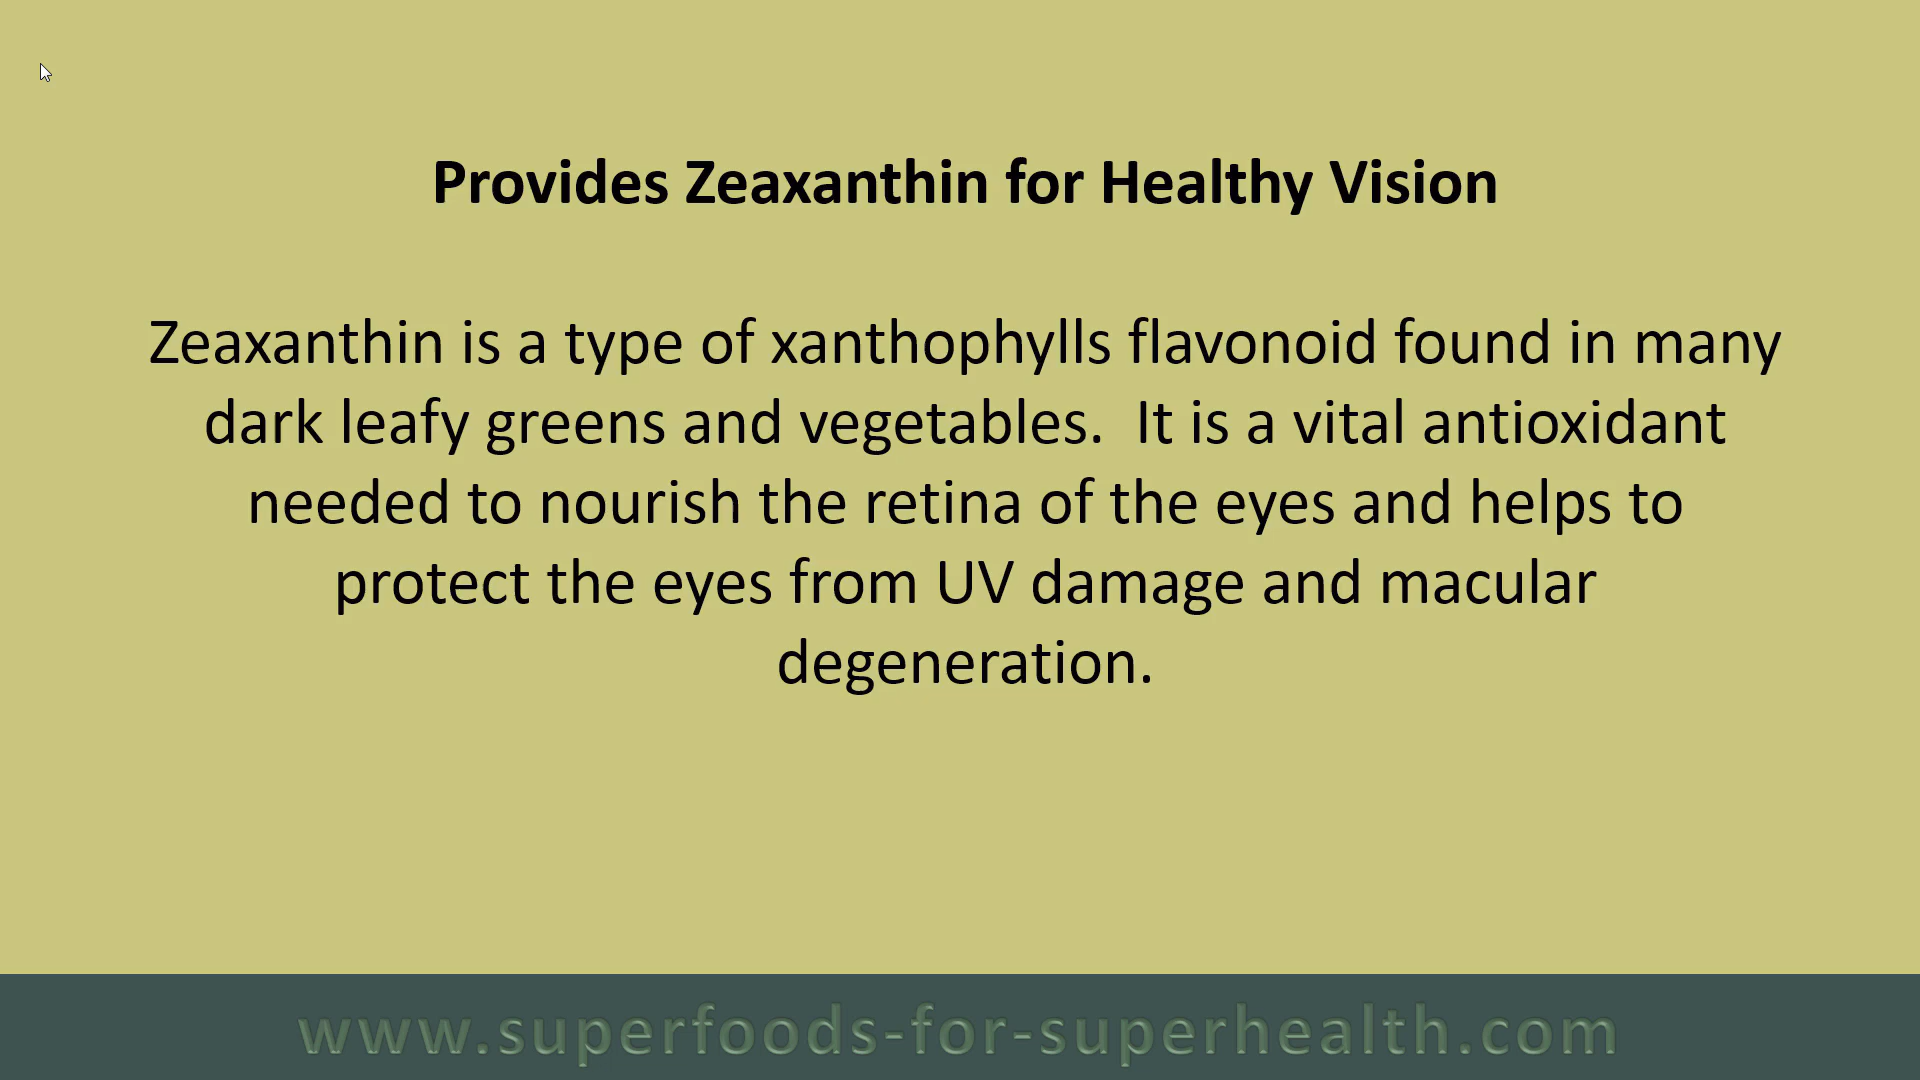 Provides Zeaxanthin for Healthy Vision
Zeaxanthin is a type of xanthophylls flavonoid found in many
dark leafy greens and vegetables.  It is a vital antioxidant
needed to nourish the retina of the eyes and helps to
protect the eyes from UV damage and macular
degeneration.
www.superfoods-for-superhealth.com